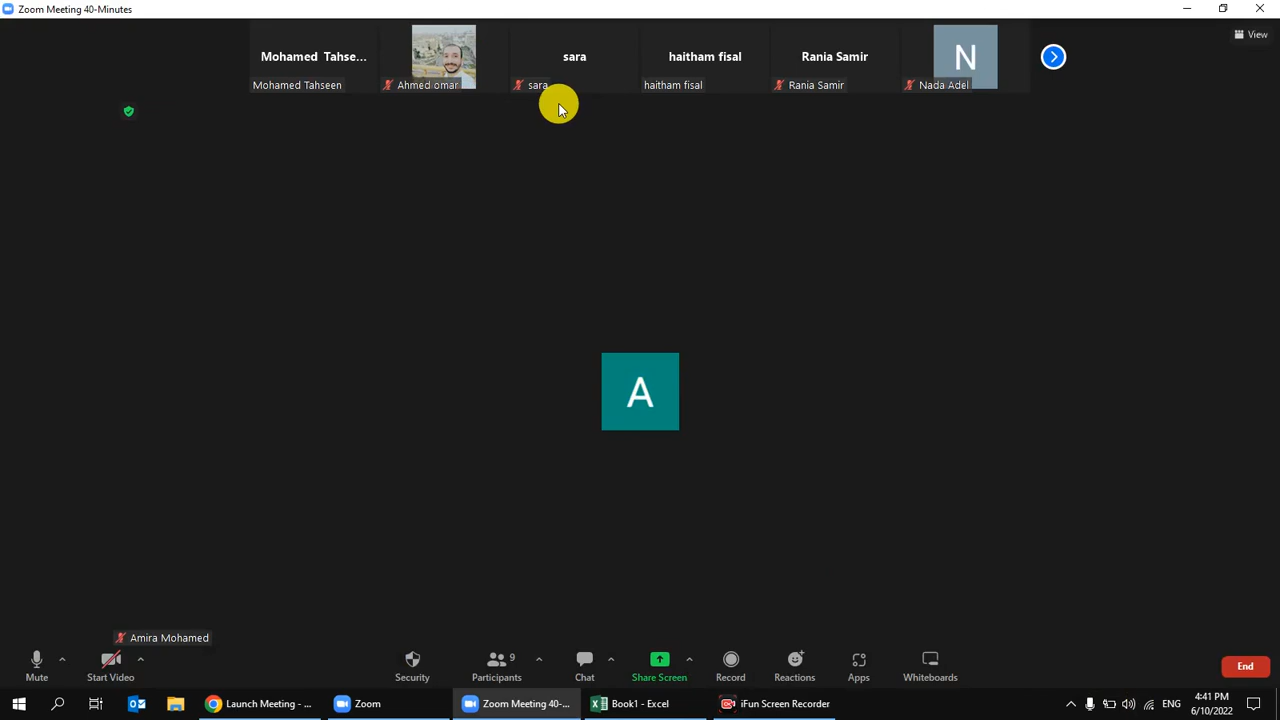 Zoom Meeting 40-Minutes
View
Mohamed Tahse...
sara
haitham fisal
Rania Samir
N
Mohamed Tahseen
Ahmed omar
sara
haitham fisal
Rania Samir
Nada Adel
A
Amira Mohamed
Mute
Start Video
Security
9
Participants
Chat
Share Screen
Record
Reactions
Apps
Whiteboards
End
Launch Meeting - ...
Zoom
Zoom Meeting 40-...
Book1 - Excel
iFun Screen Recorder
ENG
4:41 PM
6/10/2022